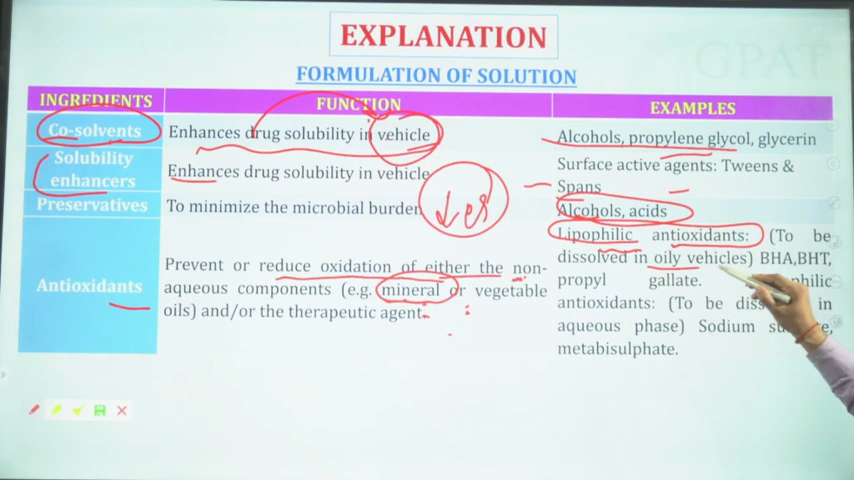 EXPLANATION
GPAT
FORMULATION OF SOLUTION
INGREDIENTS FUNCTION EXAMPLES
Co-solvents Enhances drug solubility in vehicle Alcohols, propylene glycol, glycerin
Solubility enhancers Enhances drug solubility in vehicle Surface active agents: Tweens &
Spans
Preservatives To minimize the microbial burden. Alcohols, acids
↓es
Antioxidants
Prevent or reduce oxidation of either the non-
aqueous components (e.g. mineral or vegetable
oils) and/or the therapeutic agent.
Lipophilic antioxidants: (To be
dissolved in oily vehicles) BHA,BHT,
propyl gallate.
antioxidants: (To be in
aqueous phase) Sodium
metabisulphate.